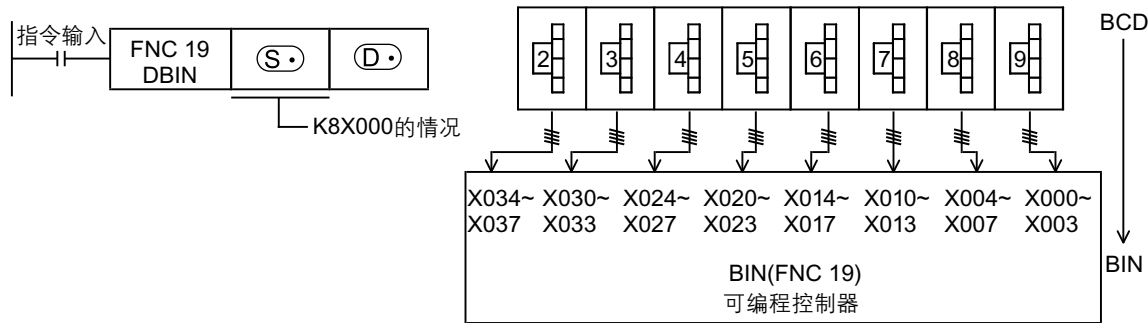 指令输入
FNC 19
DBIN
S·
D·
K8X000的情况
2 3 4 5 6 7 8 9
BCD
X034~ X030~ X024~ X020~ X014~ X010~ X004~ X000~
X037 X033 X027 X023 X017 X013 X007 X003
BIN(FNC 19)
可编程控制器
BIN